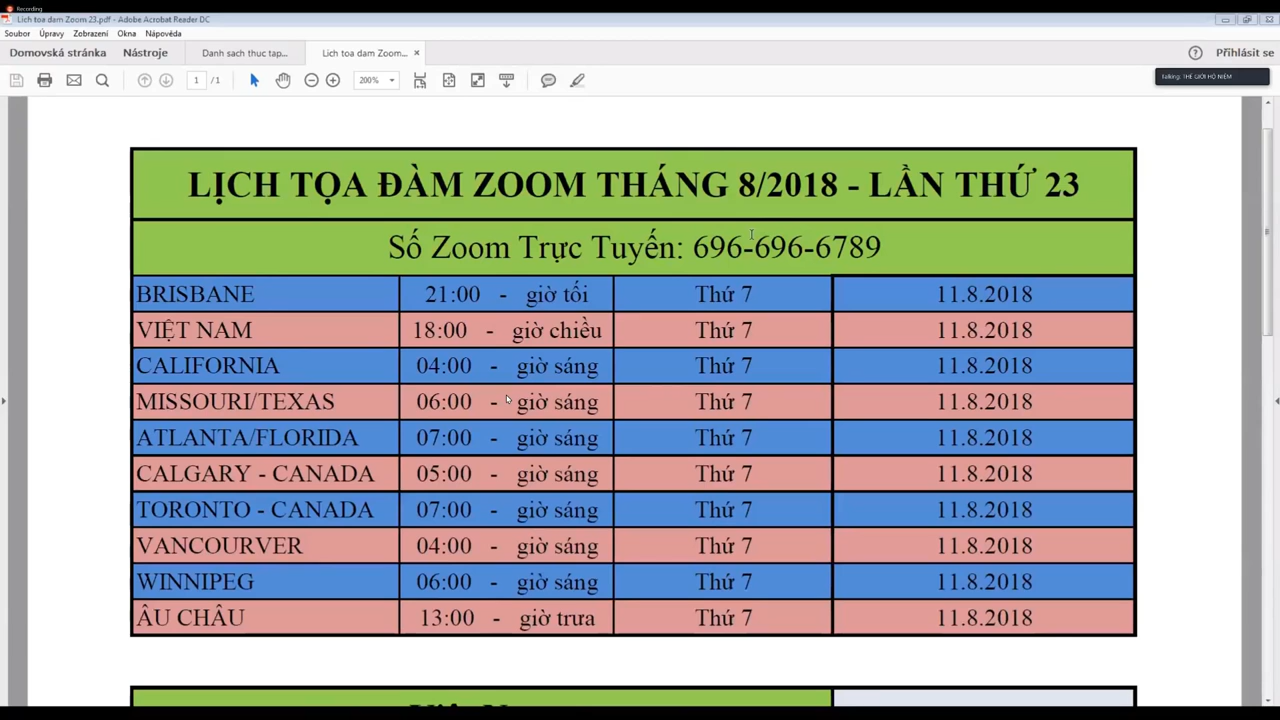 Recording
Lich toa dam Zoom 23.pdf - Adobe Acrobat Reader DC
Soubor Úpravy Zobrazení Okna Nápověda
Domovská stránka Nástroje Danh sach thuc tap... Lich toa dam Zoom... × Přihlásit se
1 / 1 200%
Talking: THẾ GIỚI HỘ NIỆM
LỊCH TỌA ĐÀM ZOOM THÁNG 8/2018 - LẦN THỨ 23
Số Zoom Trực Tuyến: 696-696-6789
BRISBANE 21:00 - giờ tối Thứ 7 11.8.2018
VIỆT NAM 18:00 - giờ chiều Thứ 7 11.8.2018
CALIFORNIA 04:00 - giờ sáng Thứ 7 11.8.2018
MISSOURI/TEXAS 06:00 - giờ sáng Thứ 7 11.8.2018
ATLANTA/FLORIDA 07:00 - giờ sáng Thứ 7 11.8.2018
CALGARY - CANADA 05:00 - giờ sáng Thứ 7 11.8.2018
TORONTO - CANADA 07:00 - giờ sáng Thứ 7 11.8.2018
VANCOURVER 04:00 - giờ sáng Thứ 7 11.8.2018
WINNIPEG 06:00 - giờ sáng Thứ 7 11.8.2018
ÂU CHÂU 13:00 - giờ trưa Thứ 7 11.8.2018